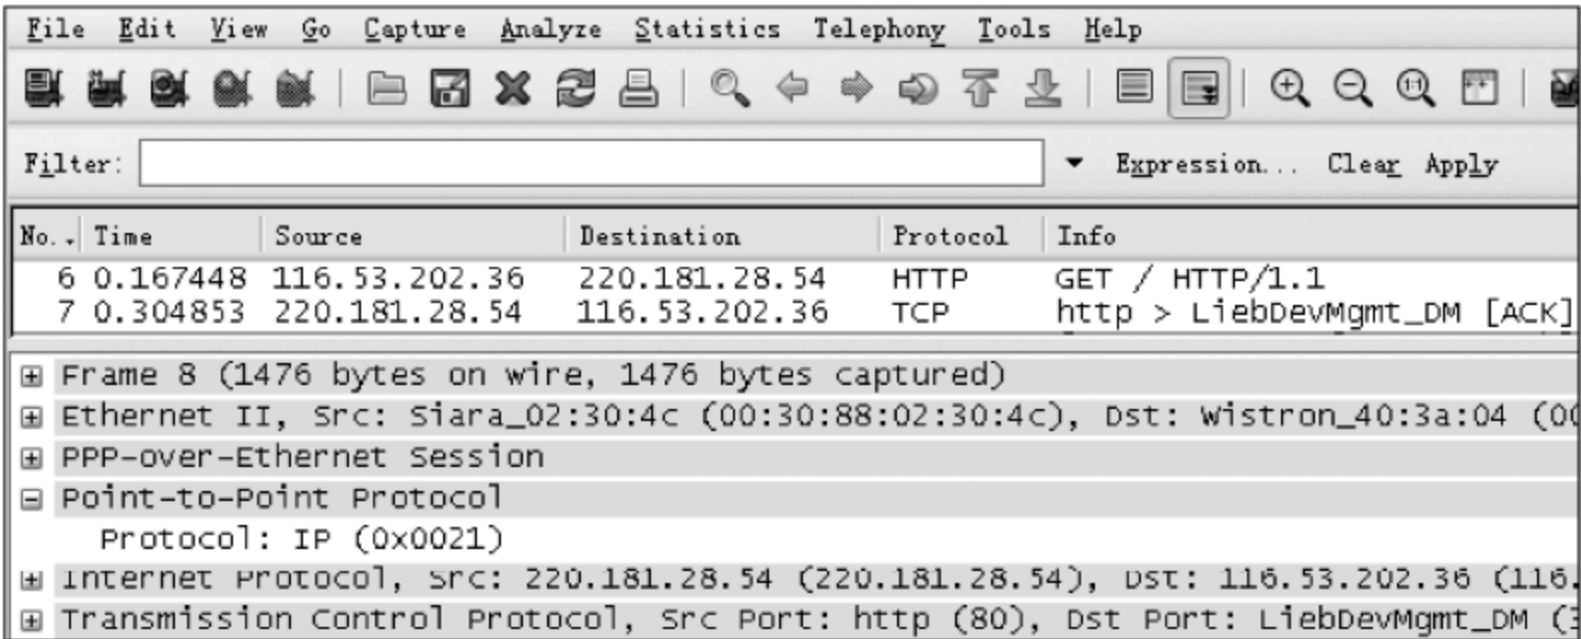 File Edit View Go Capture Analyze Statistics Telephony Tools Help
Filter: Expression... Clear Apply
No. Time Source Destination Protocol Info
6 0.167448 116.53.202.36 220.181.28.54 HTTP GET / HTTP/1.1
7 0.304853 220.181.28.54 116.53.202.36 TCP http > LiebDevMgmt_DM [ACK]
Frame 8 (1476 bytes on wire, 1476 bytes captured)
Ethernet II, Src: Siara_02:30:4c (00:30:88:02:30:4c), Dst: Wistron_40:3a:04 (00
PPP-over-Ethernet Session
Point-to-Point Protocol
Protocol: IP (0x0021)
Internet Protocol, Src: 220.181.28.54 (220.181.28.54), Dst: 116.53.202.36 (116.
Transmission Control Protocol, Src Port: http (80), Dst Port: LiebDevMgmt_DM (3